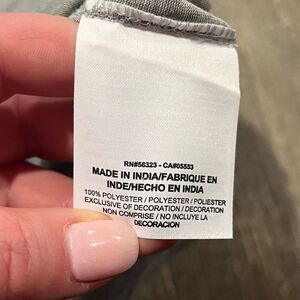 RN#56323 - CA#05553
MADE IN INDIA/FABRIQUE EN
INDE/HECHO EN INDIA
100% POLYESTER / POLYESTER / POLIÉSTER
EXCLUSIVE OF DECORATION / DECORATION
NON COMPRISE / NO INCLUYE LA
DECORACION